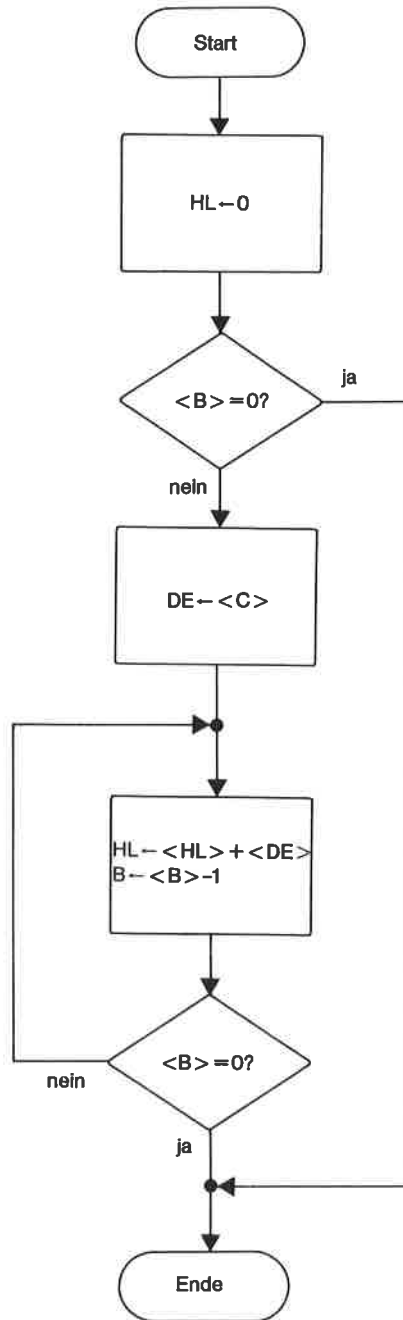 Start
HL←0
<B>=0?
ja
nein
DE←<C>
HL←<HL>+<DE>
B←<B>-1
<B>=0?
nein
ja
Ende